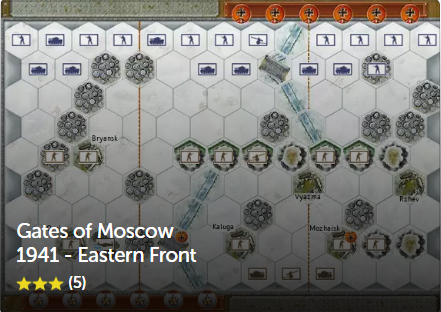 Bryansk
Vyazma
Rzhev
Kaluga
Mozhaisk
Gates of Moscow
1941 - Eastern Front
(5)